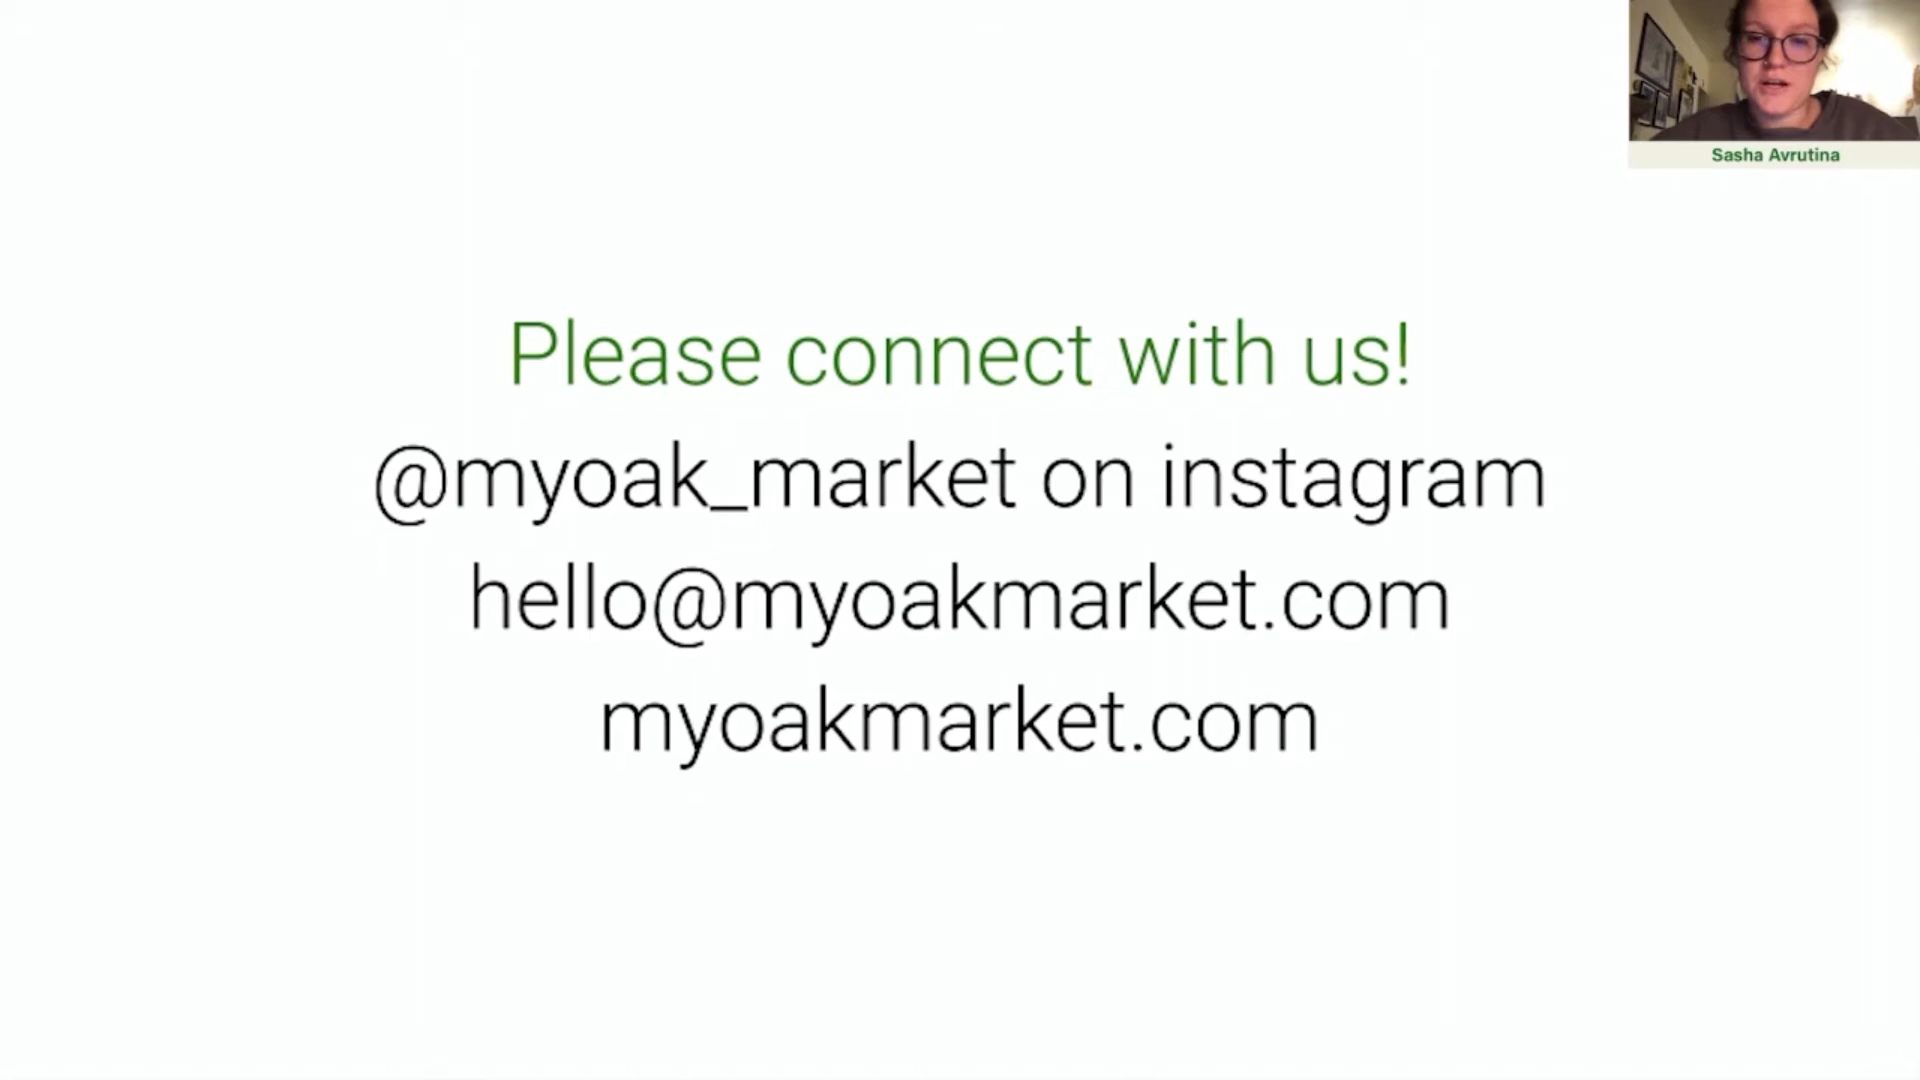 Sasha Avrutina
Please connect with us!
@myoak_market on instagram
hello@myoakmarket.com
myoakmarket.com